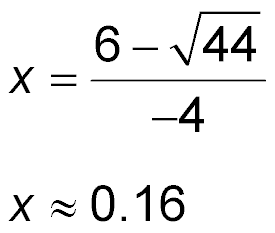 x = (6 − √44) / −4
x ≈ 0.16